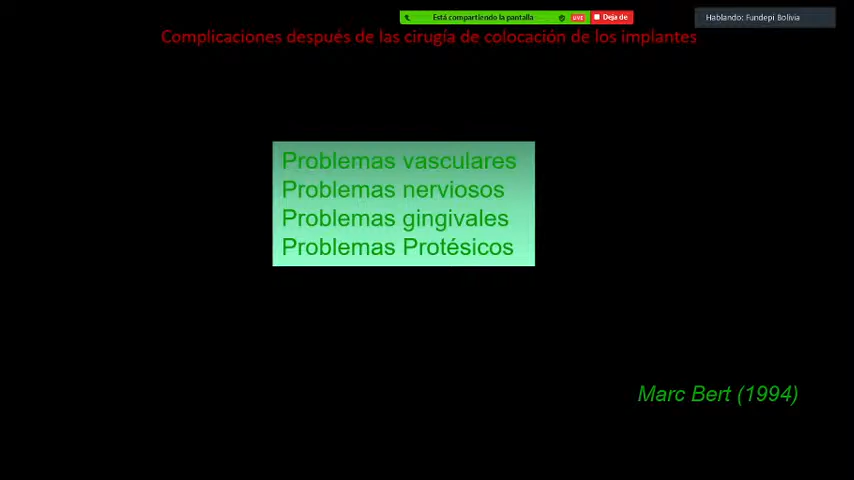 Está compartiendo la pantalla LIVE Deja de
Hablando: Fundepi Bolivia
Complicaciones después de las cirugía de colocación de los implantes
Problemas vasculares
Problemas nerviosos
Problemas gingivales
Problemas Protésicos
Marc Bert (1994)